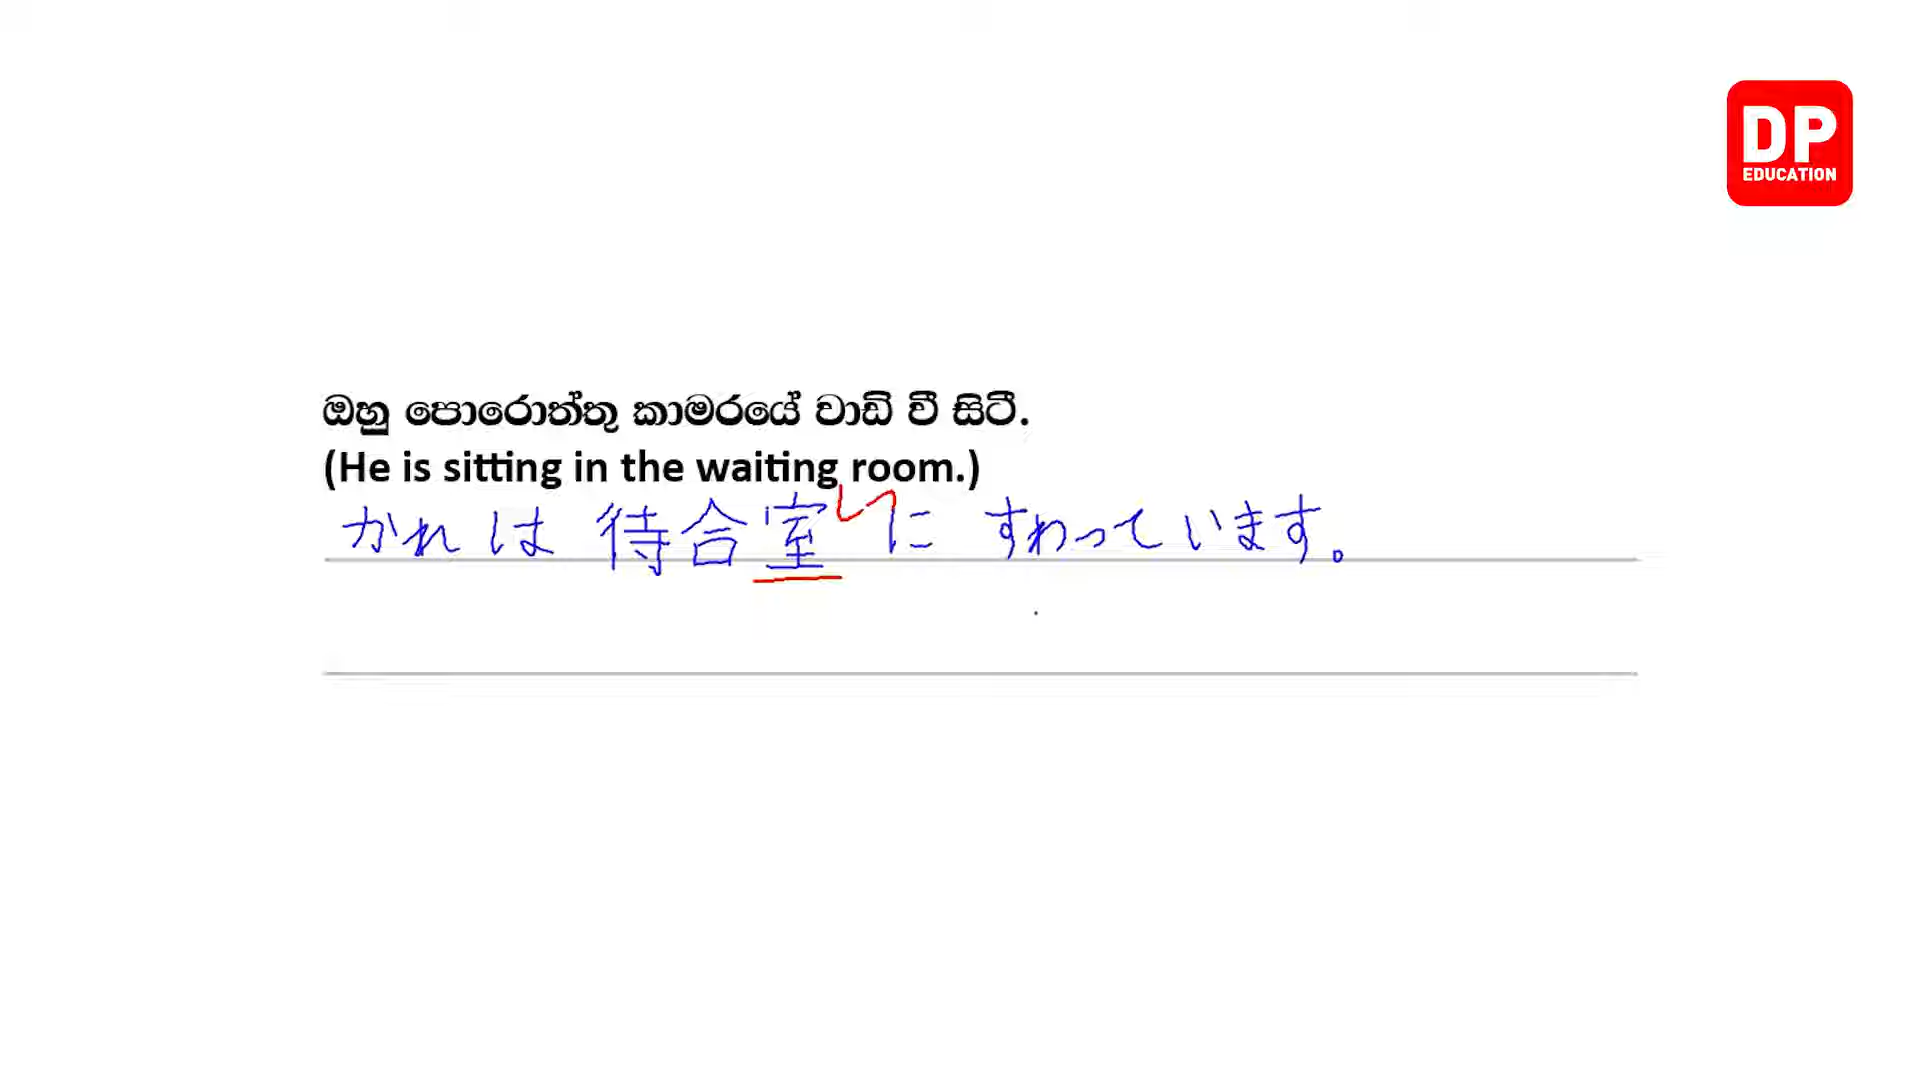 DP
EDUCATION
ඔහු පොරොත්තු කාමරයේ වාඩි වී සිටී.
(He is sitting in the waiting room.)
かれは 待合室に すわっています。